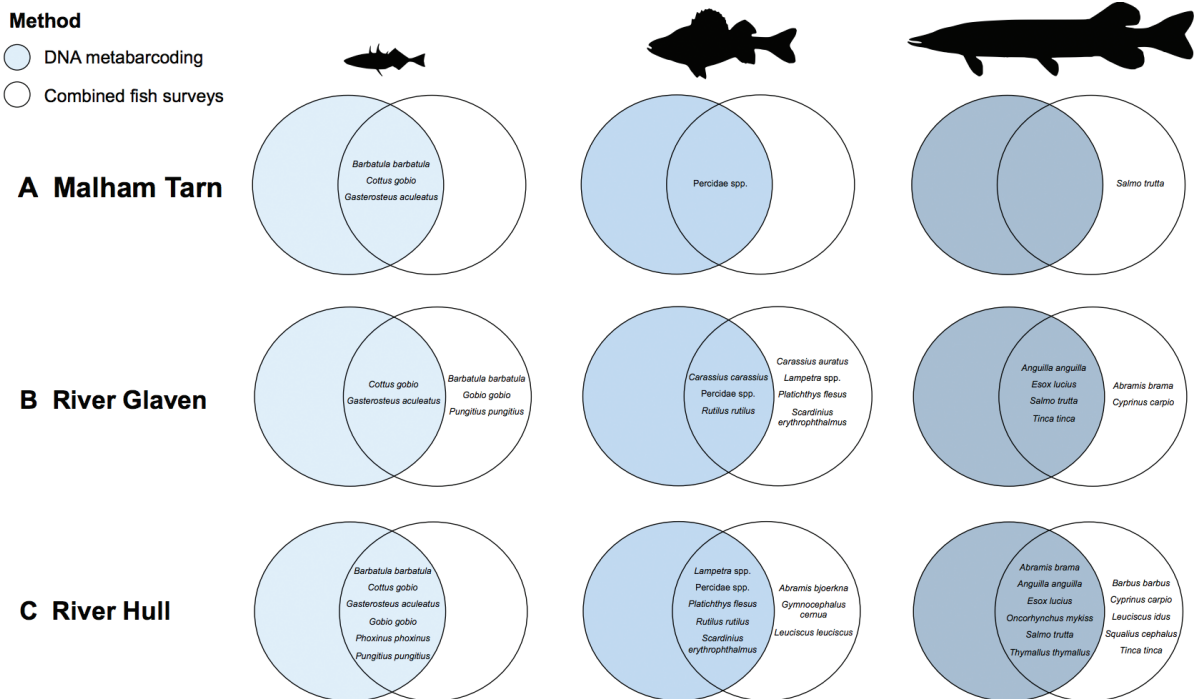 Method
DNA metabarcoding
Combined fish surveys
A Malham Tarn
Barbatula barbatula
Cottus gobio
Gasterosteus aculeatus
Percidae spp.
Salmo trutta
B River Glaven
Cottus gobio
Gasterosteus aculeatus
Barbatula barbatula
Gobio gobio
Pungitius pungitius
Carassius carassius
Percidae spp.
Rutilus rutilus
Carassius auratus
Lampetra spp.
Platichthys flesus
Scardinius
erythrophthalmus
Anguilla anguilla
Esox lucius
Salmo trutta
Tinca tinca
Abramis brama
Cyprinus carpio
C River Hull
Barbatula barbatula
Cottus gobio
Gasterosteus aculeatus
Gobio gobio
Phoxinus phoxinus
Pungitius pungitius
Lampetra spp.
Percidae spp.
Platichthys flesus
Rutilus rutilus
Scardinius
erythrophthalmus
Abramis bjoerkna
Gymnocephalus
cernua
Leuciscus leuciscus
Abramis brama
Anguilla anguilla
Esox lucius
Oncorhynchus mykiss
Salmo trutta
Thymallus thymallus
Barbus barbus
Cyprinus carpio
Leuciscus idus
Squalius cephalus
Tinca tinca